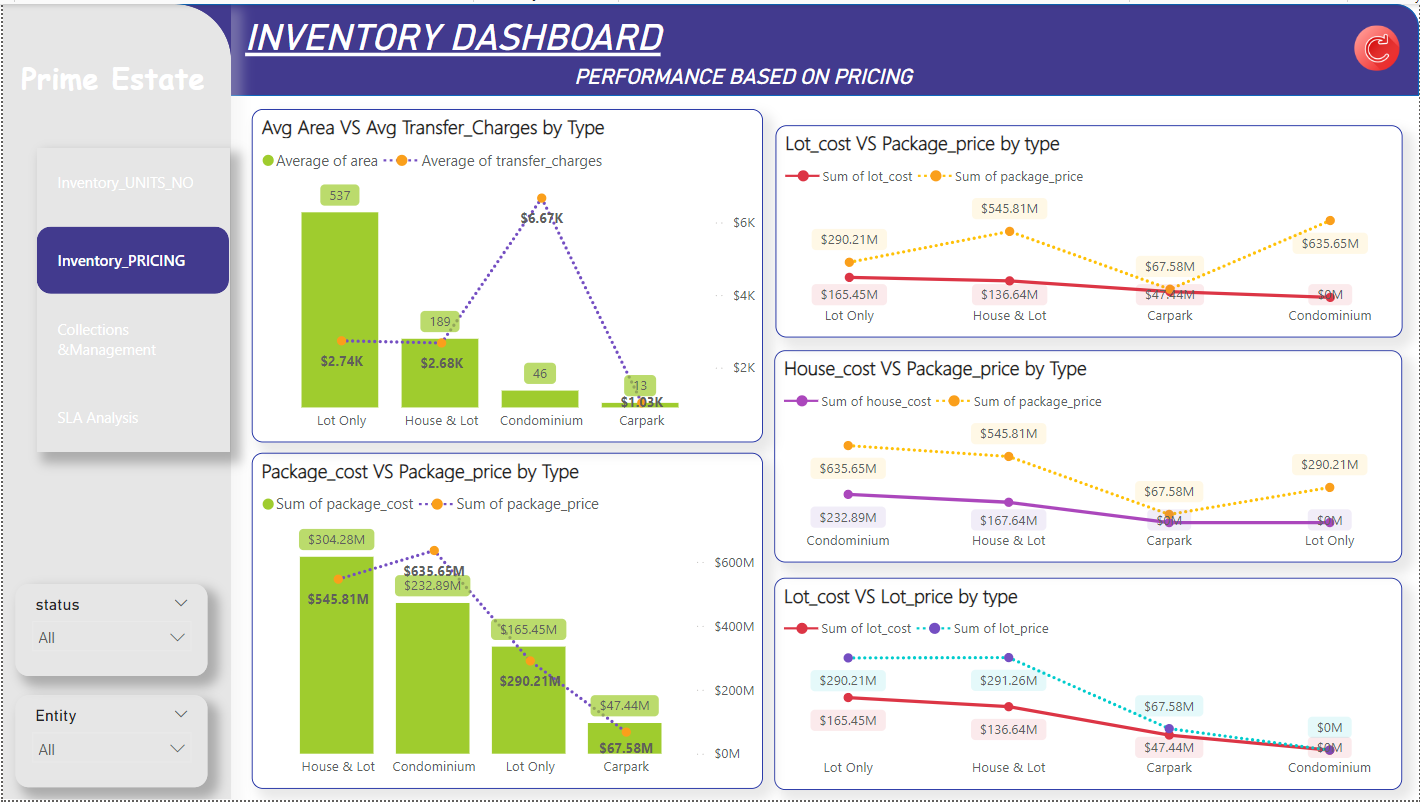 INVENTORY DASHBOARD
PERFORMANCE BASED ON PRICING
Prime Estate
Inventory_UNITS_NO
Inventory_PRICING
Collections
&Management
SLA Analysis
status
All
Entity
All
Avg Area VS Avg Transfer_Charges by Type
Average of area Average of transfer_charges
537
$6.67K
$6K
$4K
189
$2.74K
$2.68K
46
13
$2K
$1.03K
Lot Only House & Lot Condominium Carpark
Package_cost VS Package_price by Type
Sum of package_cost Sum of package_price
$304.28M
$600M
$635.65M
$232.89M
$545.81M
$400M
$165.45M
$290.21M
$200M
$47.44M
$67.58M
$0M
House & Lot Condominium Lot Only Carpark
Lot_cost VS Package_price by type
Sum of lot_cost Sum of package_price
$290.21M $545.81M $67.58M $635.65M
$165.45M $136.64M $47.44M $0M
Lot Only House & Lot Carpark Condominium
House_cost VS Package_price by Type
Sum of house_cost Sum of package_price
$635.65M $545.81M $67.58M $290.21M
$232.89M $167.64M $0M $0M
Condominium House & Lot Carpark Lot Only
Lot_cost VS Lot_price by type
Sum of lot_cost Sum of lot_price
$290.21M $291.26M $67.58M $0M
$165.45M $136.64M $47.44M $0M
Lot Only House & Lot Carpark Condominium